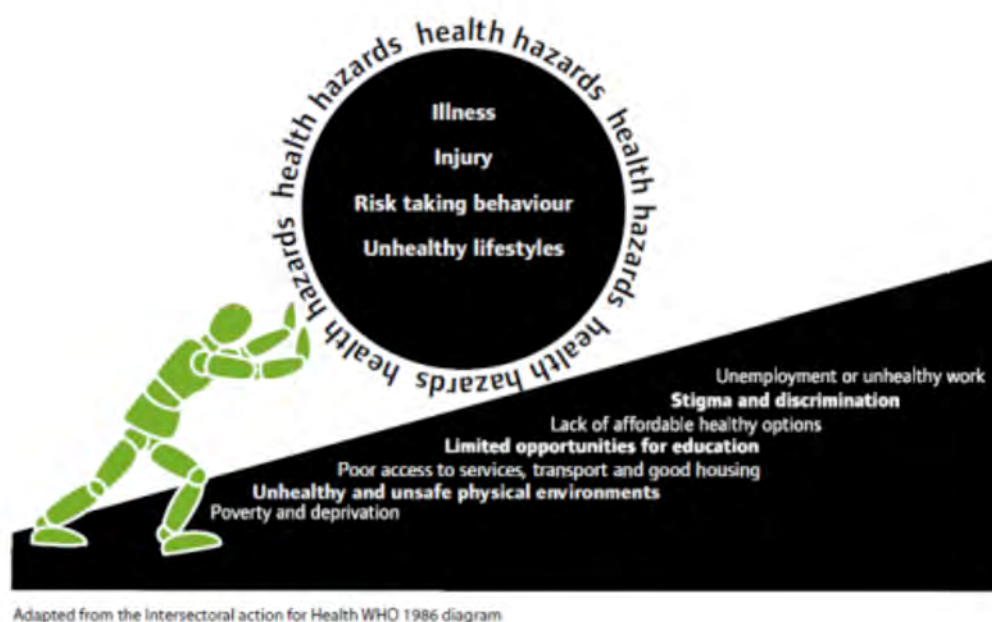 health hazards health hazards health hazards health hazards health hazards health hazards
Illness
Injury
Risk taking behaviour
Unhealthy lifestyles
Unemployment or unhealthy work
Stigma and discrimination
Lack of affordable healthy options
Limited opportunities for education
Poor access to services, transport and good housing
Unhealthy and unsafe physical environments
Poverty and deprivation
Adapted from the Intersectoral action for Health WHO 1986 diagram